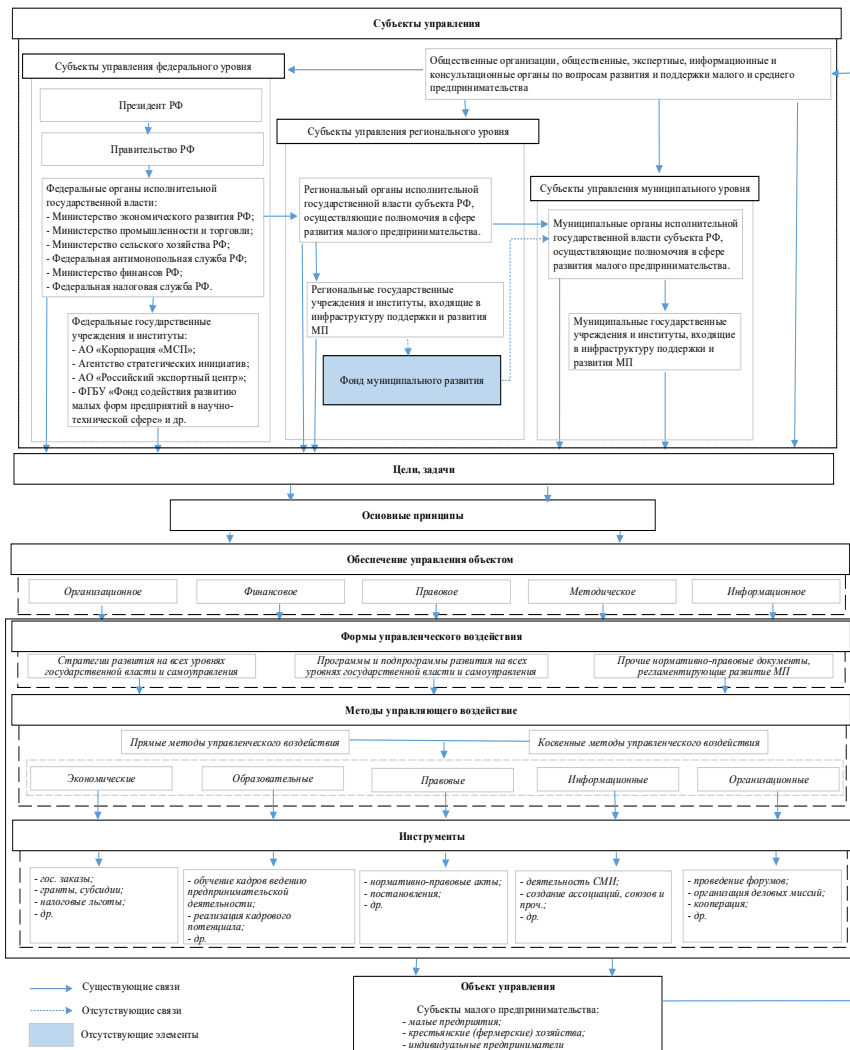 Субъекты управления
Субъекты управления федерального уровня
Общественные организации, общественные, экспертные, информационные и
консультационные органы по вопросам развития и поддержки малого и среднего
предпринимательства
Президент РФ
Правительство РФ
Федеральные органы исполнительной
государственной власти:
- Министерство экономического развития РФ;
- Министерство промышленности и торговли;
- Министерство сельского хозяйства РФ;
- Федеральная антимонопольная служба РФ;
- Министерство финансов РФ;
- Федеральная налоговая служба РФ.
Федеральные государственные
учреждения и институты:
- АО «Корпорация «МСП»;
- Агентство стратегических инициатив;
- АО «Российский экспортный центр»;
- ФГБУ «Фонд содействия развитию
малых форм предприятий в научно-
технической сфере» и др.
Субъекты управления регионального уровня
Региональный органы исполнительной
государственной власти субъекта РФ,
осуществляющие полномочия в сфере
развития малого предпринимательства.
Региональные государственные
учреждения и институты, входящие в
инфраструктуру поддержки и развития
МП
Фонд муниципального развития
Субъекты управления муниципального уровня
Муниципальные органы исполнительной
государственной власти субъекта РФ,
осуществляющие полномочия в сфере
развития малого предпринимательства.
Муниципальные государственные
учреждения и институты, входящие
в инфраструктуру поддержки и
развития МП
Цели, задачи
Основные принципы
Обеспечение управления объектом
Организационное
Финансовое
Правовое
Методическое
Информационное
Формы управленческого воздействия
Стратегии развития на всех уровнях
государственной власти и самоуправления
Программы и подпрограммы развития на всех
уровнях государственной власти и самоуправления
Прочие нормативно-правовые документы,
регламентирующие развитие МП
Методы управляющего воздействие
Прямые методы управленческого воздействия
Косвенные методы управленческого воздействия
Экономические
Образовательные
Правовые
Информационные
Организационные
Инструменты
- гос. заказы;
- гранты, субсидии;
- налоговые льготы;
- др.
- обучение кадров ведению
предпринимательской
деятельности;
- реализация кадрового
потенциала;
- др.
- нормативно-правовые акты;
- постановления;
- др.
- деятельность СМИ;
- создание ассоциаций, союзов и
проч.;
- др.
- проведение форумов;
- организация деловых миссий;
- кооперация;
- др.
Существующие связи
Отсутствующие связи
Отсутствующие элементы
Объект управления
Субъекты малого предпринимательства:
- малые предприятия;
- крестьянские (фермерские) хозяйства;
- индивидуальные предприниматели